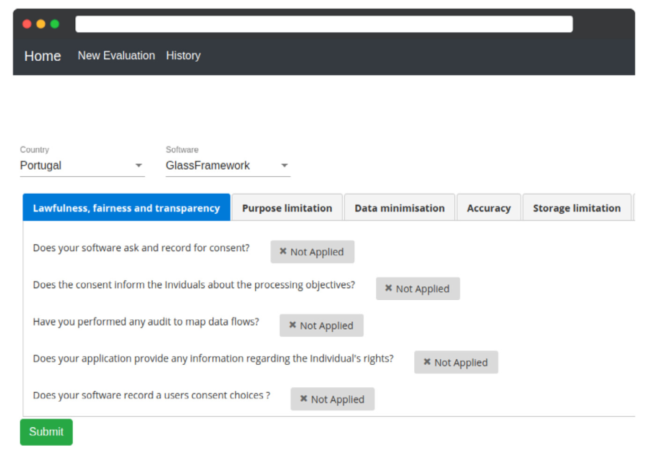 Home New Evaluation History
Country Software
Portugal GlassFramework
Lawfulness, fairness and transparency Purpose limitation Data minimisation Accuracy Storage limitation
Does your software ask and record for consent? ✖ Not Applied
Does the consent inform the Inviduals about the processing objectives? ✖ Not Applied
Have you performed any audit to map data flows? ✖ Not Applied
Does your application provide any information regarding the Individual's rights? ✖ Not Applied
Does your software record a users consent choices ? ✖ Not Applied
Submit